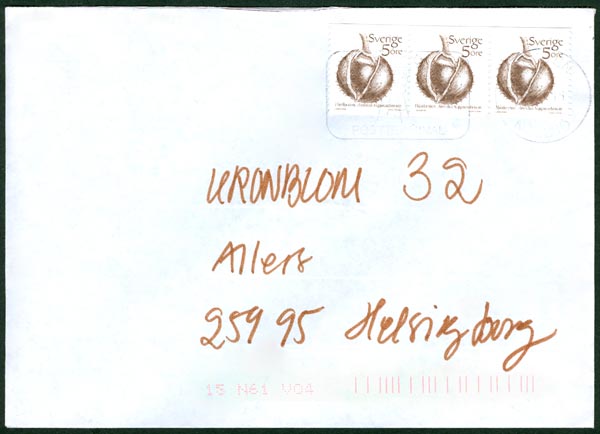 Sverige Sverige Sverige
5 öre 5 öre 5 öre
KRONBLOM 32
Allers
259 95 Helsingborg
15 N61 V04